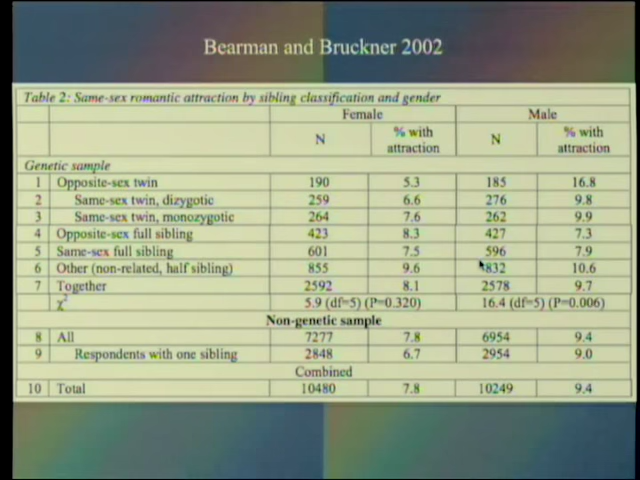 Bearman and Bruckner 2002
Table 2: Same-sex romantic attraction by sibling classification and gender
Female Male
N % with attraction N % with attraction
Genetic sample
1 Opposite-sex twin 190 5.3 185 16.8
2 Same-sex twin, dizygotic 259 6.6 276 9.8
3 Same-sex twin, monozygotic 264 7.6 262 9.9
4 Opposite-sex full sibling 423 8.3 427 7.3
5 Same-sex full sibling 601 7.5 596 7.9
6 Other (non-related, half sibling) 855 9.6 832 10.6
7 Together 2592 8.1 2578 9.7
χ2 5.9 (df=5) (P=0.320) 16.4 (df=5) (P=0.006)
Non-genetic sample
8 All 7277 7.8 6954 9.4
9 Respondents with one sibling 2848 6.7 2954 9.0
Combined
10 Total 10480 7.8 10249 9.4